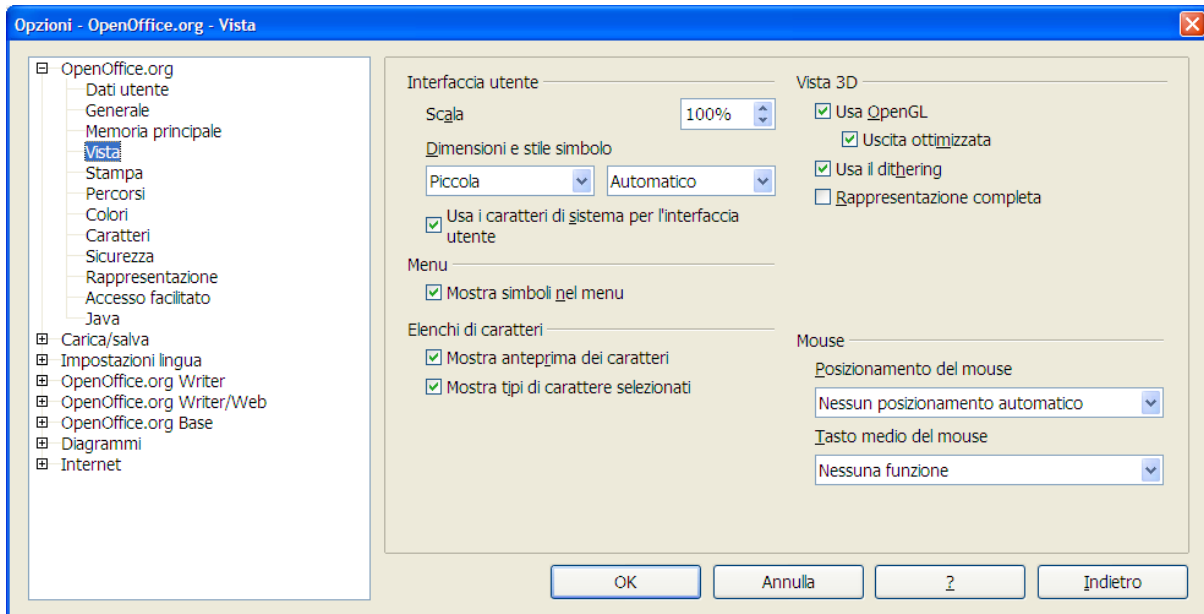 Opzioni - OpenOffice.org - Vista
OpenOffice.org
Dati utente
Generale
Memoria principale
Vista
Stampa
Percorsi
Colori
Caratteri
Sicurezza
Rappresentazione
Accesso facilitato
Java
Carica/salva
Impostazioni lingua
OpenOffice.org Writer
OpenOffice.org Writer/Web
OpenOffice.org Base
Diagrammi
Internet
Interfaccia utente
Scala
100%
Dimensioni e stile simbolo
Piccola
Automatico
Usa i caratteri di sistema per l'interfaccia
utente
Menu
Mostra simboli nel menu
Elenchi di caratteri
Mostra anteprima dei caratteri
Mostra tipi di carattere selezionati
Vista 3D
Usa OpenGL
Uscita ottimizzata
Usa il dithering
Rappresentazione completa
Mouse
Posizionamento del mouse
Nessun posizionamento automatico
Tasto medio del mouse
Nessuna funzione
OK
Annulla
?
Indietro